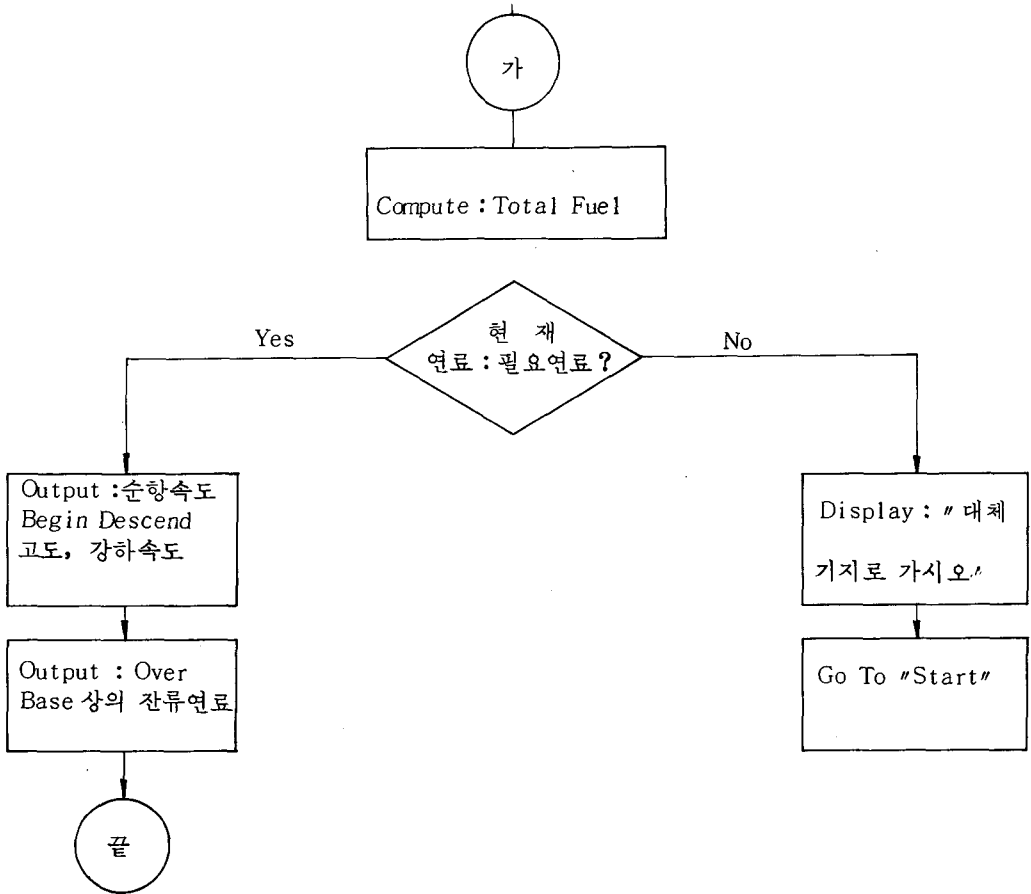 가
Compute : Total Fuel
현 재
연료 : 필요연료?
Yes
No
Output : 순항속도
Begin Descend
고도, 강하속도
Output : Over
Base 상의 잔류연료
끝
Display : 〃대체
기지로 가시오〃
Go To 〃Start〃